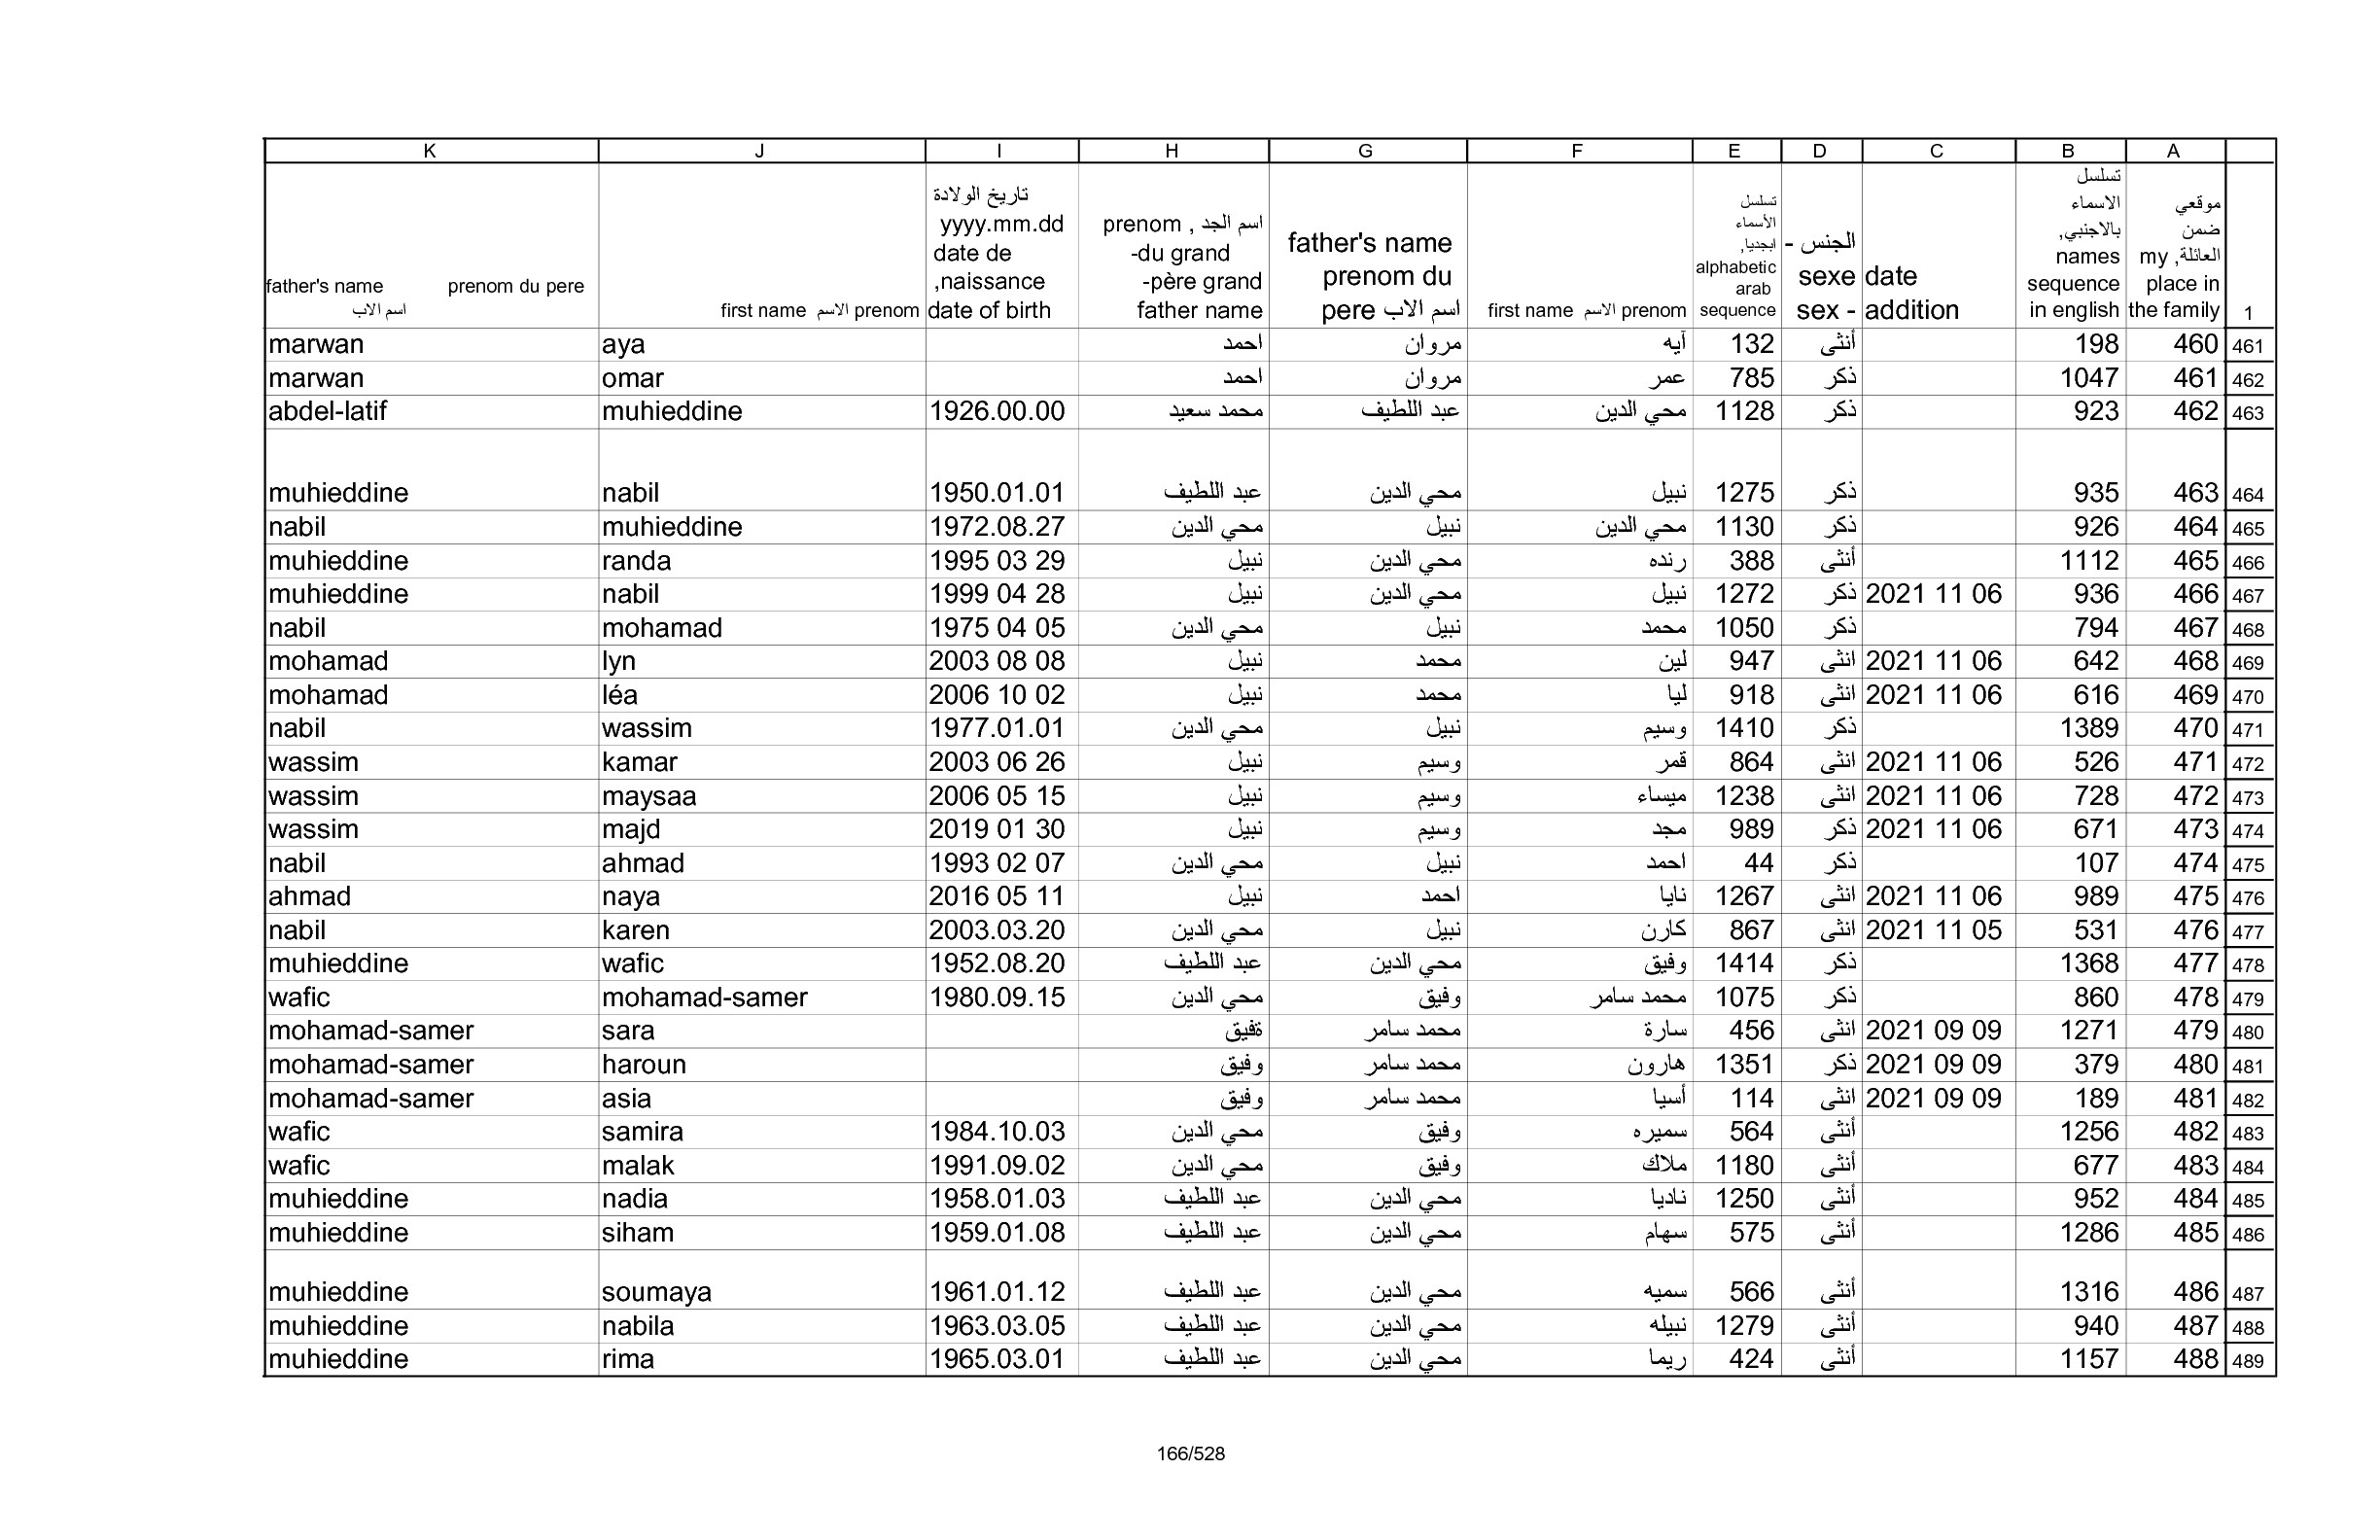 K J I H G F E D C B A
father's name prenom du pere اسم الاب
first name الاسم prenom
تاريخ الولادة yyyy.mm.dd date de naissance, date of birth
اسم الجد , prenom du grand- père grand- father name
father's name prenom du pere اسم الاب
first name الاسم prenom
تسلسل الأسماء ابجديا, alphabetic arab sequence
الجنس - sexe sex -
date addition
تسلسل الاسماء بالاجنبي, names sequence in english
موقعي ضمن العائلة, my place in the family
1
marwan aya احمد مروان آيه 132 أنثى 198 460 461
marwan omar احمد مروان عمر 785 ذكر 1047 461 462
abdel-latif muhieddine 1926.00.00 محمد سعيد عبد اللطيف محي الدين 1128 ذكر 923 462 463
muhieddine nabil 1950.01.01 عبد اللطيف محي الدين نبيل 1275 ذكر 935 463 464
nabil muhieddine 1972.08.27 محي الدين نبيل محي الدين 1130 ذكر 926 464 465
muhieddine randa 1995 03 29 نبيل محي الدين رنده 388 أنثى 1112 465 466
muhieddine nabil 1999 04 28 نبيل محي الدين نبيل 1272 ذكر 2021 11 06 936 466 467
nabil mohamad 1975 04 05 محي الدين نبيل محمد 1050 ذكر 794 467 468
mohamad lyn 2003 08 08 نبيل محمد لين 947 انثى 2021 11 06 642 468 469
mohamad léa 2006 10 02 نبيل محمد ليا 918 انثى 2021 11 06 616 469 470
nabil wassim 1977.01.01 محي الدين نبيل وسيم 1410 ذكر 1389 470 471
wassim kamar 2003 06 26 نبيل وسيم قمر 864 انثى 2021 11 06 526 471 472
wassim maysaa 2006 05 15 نبيل وسيم ميساء 1238 انثى 2021 11 06 728 472 473
wassim majd 2019 01 30 نبيل وسيم مجد 989 ذكر 2021 11 06 671 473 474
nabil ahmad 1993 02 07 محي الدين نبيل احمد 44 ذكر 107 474 475
ahmad naya 2016 05 11 نبيل احمد نايا 1267 انثى 2021 11 06 989 475 476
nabil karen 2003.03.20 محي الدين نبيل كارن 867 انثى 2021 11 05 531 476 477
muhieddine wafic 1952.08.20 عبد اللطيف محي الدين وفيق 1414 ذكر 1368 477 478
wafic mohamad-samer 1980.09.15 محي الدين وفيق محمد سامر 1075 ذكر 860 478 479
mohamad-samer sara ةفيق محمد سامر سارة 456 انثى 2021 09 09 1271 479 480
mohamad-samer haroun وفيق محمد سامر هارون 1351 ذكر 2021 09 09 379 480 481
mohamad-samer asia وفيق محمد سامر أسيا 114 انثى 2021 09 09 189 481 482
wafic samira 1984.10.03 محي الدين وفيق سميره 564 أنثى 1256 482 483
wafic malak 1991.09.02 محي الدين وفيق ملاك 1180 أنثى 677 483 484
muhieddine nadia 1958.01.03 عبد اللطيف محي الدين ناديا 1250 أنثى 952 484 485
muhieddine siham 1959.01.08 عبد اللطيف محي الدين سهام 575 أنثى 1286 485 486
muhieddine soumaya 1961.01.12 عبد اللطيف محي الدين سميه 566 أنثى 1316 486 487
muhieddine nabila 1963.03.05 عبد اللطيف محي الدين نبيله 1279 أنثى 940 487 488
muhieddine rima 1965.03.01 عبد اللطيف محي الدين ريما 424 أنثى 1157 488 489
166/528